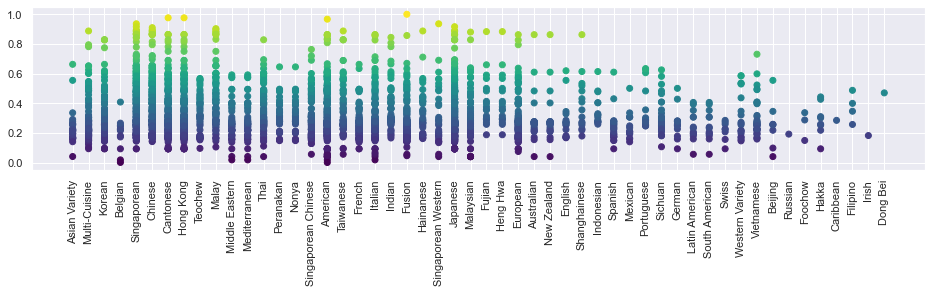 1.0
0.8
0.6
0.4
0.2
0.0
Asian Variety
Multi-Cuisine
Korean
Belgian
Singaporean
Chinese
Cantonese
Hong Kong
Teochew
Malay
Middle Eastern
Mediterranean
Thai
Peranakan
Nonya
Singaporean Chinese
American
Taiwanese
French
Italian
Indian
Fusion
Hainanese
Singaporean Western
Japanese
Malaysian
Fujian
Heng Hwa
European
Australian
New Zealand
English
Shanghainese
Indonesian
Spanish
Mexican
Portuguese
Sichuan
German
Latin American
South American
Swiss
Western Variety
Vietnamese
Beijing
Russian
Foochow
Hakka
Caribbean
Filipino
Irish
Dong Bei